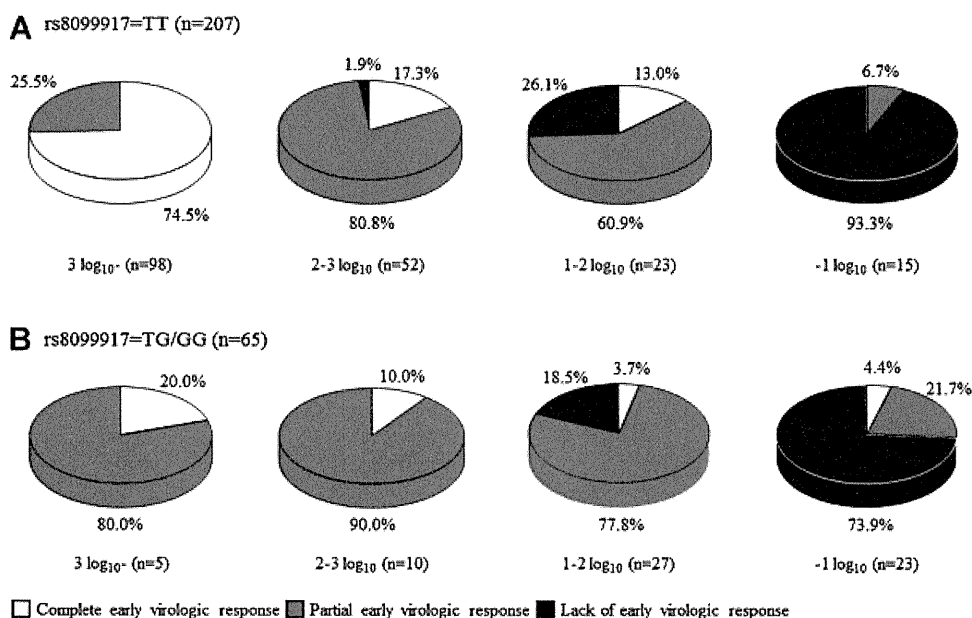 A rs8099917=TT (n=207)
25.5%
74.5%
3 log10- (n=98)
1.9%
17.3%
80.8%
2-3 log10 (n=52)
26.1%
13.0%
60.9%
1-2 log10 (n=23)
6.7%
93.3%
-1 log10 (n=15)
B rs8099917=TG/GG (n=65)
20.0%
80.0%
3 log10- (n=5)
10.0%
90.0%
2-3 log10 (n=10)
18.5%
3.7%
77.8%
1-2 log10 (n=27)
4.4%
21.7%
73.9%
-1 log10 (n=23)
Complete early virologic response Partial early virologic response Lack of early virologic response